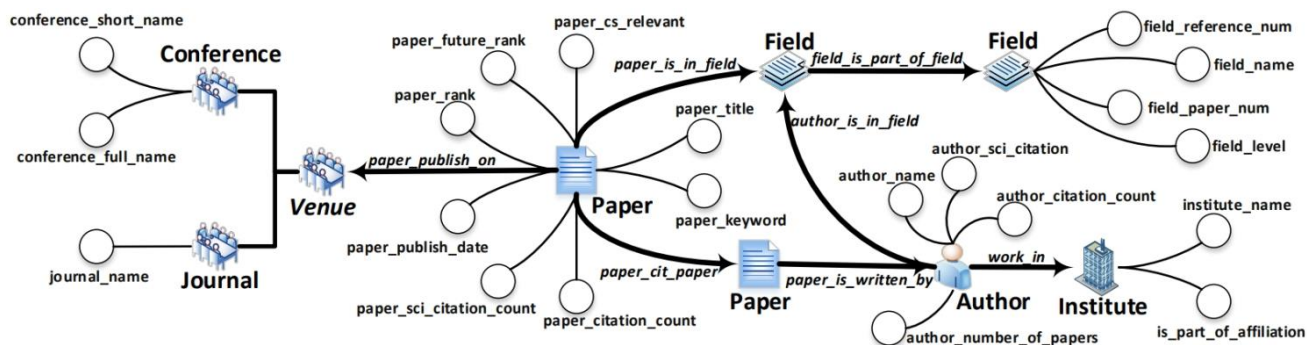 conference_short_name
Conference
conference_full_name
Venue
journal_name
Journal
paper_publish_on
paper_cs_relevant
paper_future_rank
paper_rank
paper_title
Paper
paper_keyword
paper_publish_date
paper_sci_citation_count
paper_citation_count
paper_is_in_field
Field
field_is_part_of_field
Field
field_reference_num
field_name
field_paper_num
field_level
author_is_in_field
paper_cit_paper
Paper
paper_is_written_by
author_sci_citation
author_name
author_citation_count
Author
author_number_of_papers
work_in
Institute
institute_name
is_part_of_affiliation